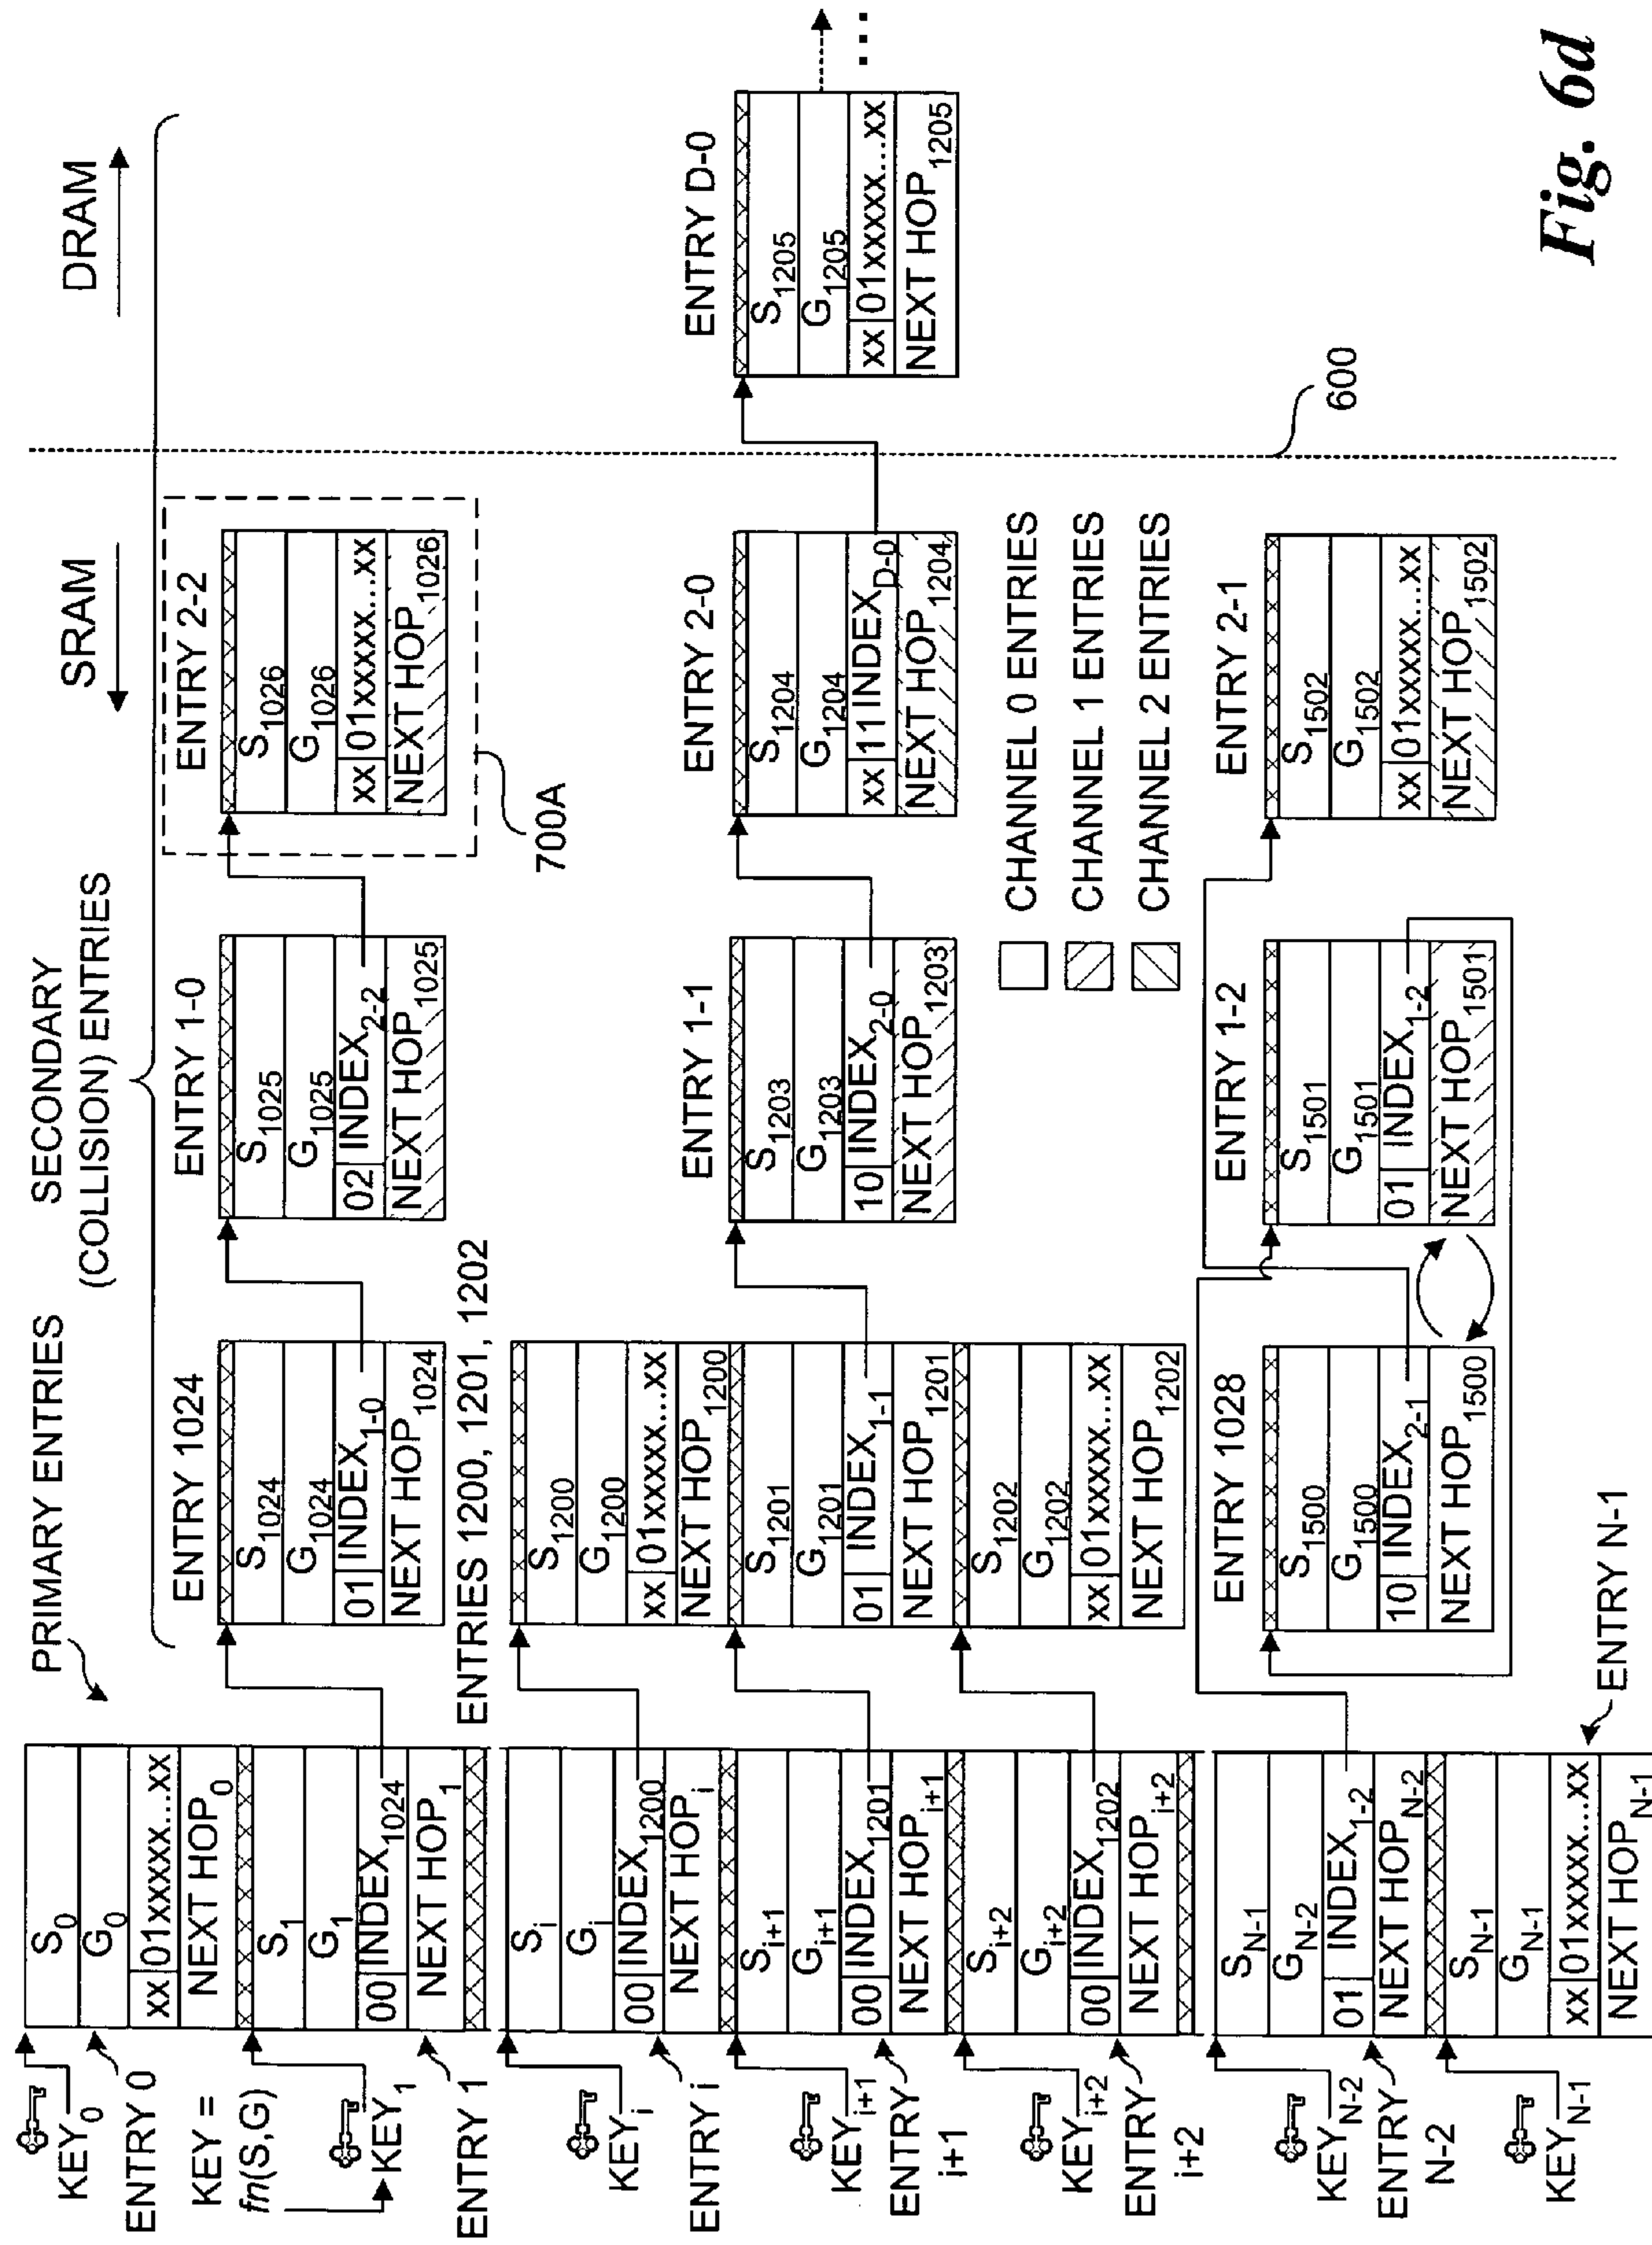 PRIMARY ENTRIES
SECONDARY
(COLLISION) ENTRIES
SRAM
DRAM
KEY0
ENTRY 0
S0
G0
xx 01xxxxx...xx
NEXT HOP0
KEY =
fn(S,G)
KEY1
ENTRY 1
S1
G1
00 INDEX1024
NEXT HOP1
ENTRY 1024
S1024
G1024
01 INDEX1-0
NEXT HOP1024
ENTRY 1-0
S1025
G1025
02 INDEX2-2
NEXT HOP1025
ENTRY 2-2
S1026
G1026
xx 01xxxxx...xx
NEXT HOP1026
700A
KEYi
ENTRY i
Si
Gi
00 INDEX1200
NEXT HOPi
ENTRIES 1200, 1201, 1202
S1200
G1200
xx 01xxxxx...xx
NEXT HOP1200
KEYi+1
ENTRY
i+1
Si+1
Gi+1
00 INDEX1201
NEXT HOPi+1
S1201
G1201
01 INDEX1-1
NEXT HOP1201
ENTRY 1-1
S1203
G1203
10 INDEX2-0
NEXT HOP1203
ENTRY 2-0
S1204
G1204
xx 11INDEXD-0
NEXT HOP1204
ENTRY D-0
S1205
G1205
xx 01xxxxx...xx
NEXT HOP1205
...
KEYi+2
ENTRY
i+2
Si+2
Gi+2
00 INDEX1202
NEXT HOPi+2
S1202
G1202
xx 01xxxxx...xx
NEXT HOP1202
CHANNEL 0 ENTRIES
CHANNEL 1 ENTRIES
CHANNEL 2 ENTRIES
KEYN-2
ENTRY
N-2
SN-1
GN-2
01 INDEX1-2
NEXT HOPN-2
ENTRY 1028
S1500
G1500
10 INDEX2-1
NEXT HOP1500
ENTRY 1-2
S1501
G1501
01 INDEX1-2
NEXT HOP1501
ENTRY 2-1
S1502
G1502
xx 01xxxxx...xx
NEXT HOP1502
600
KEYN-1
SN-1
GN-1
xx 01xxxxx...xx
NEXT HOPN-1
ENTRY N-1
Fig. 6d